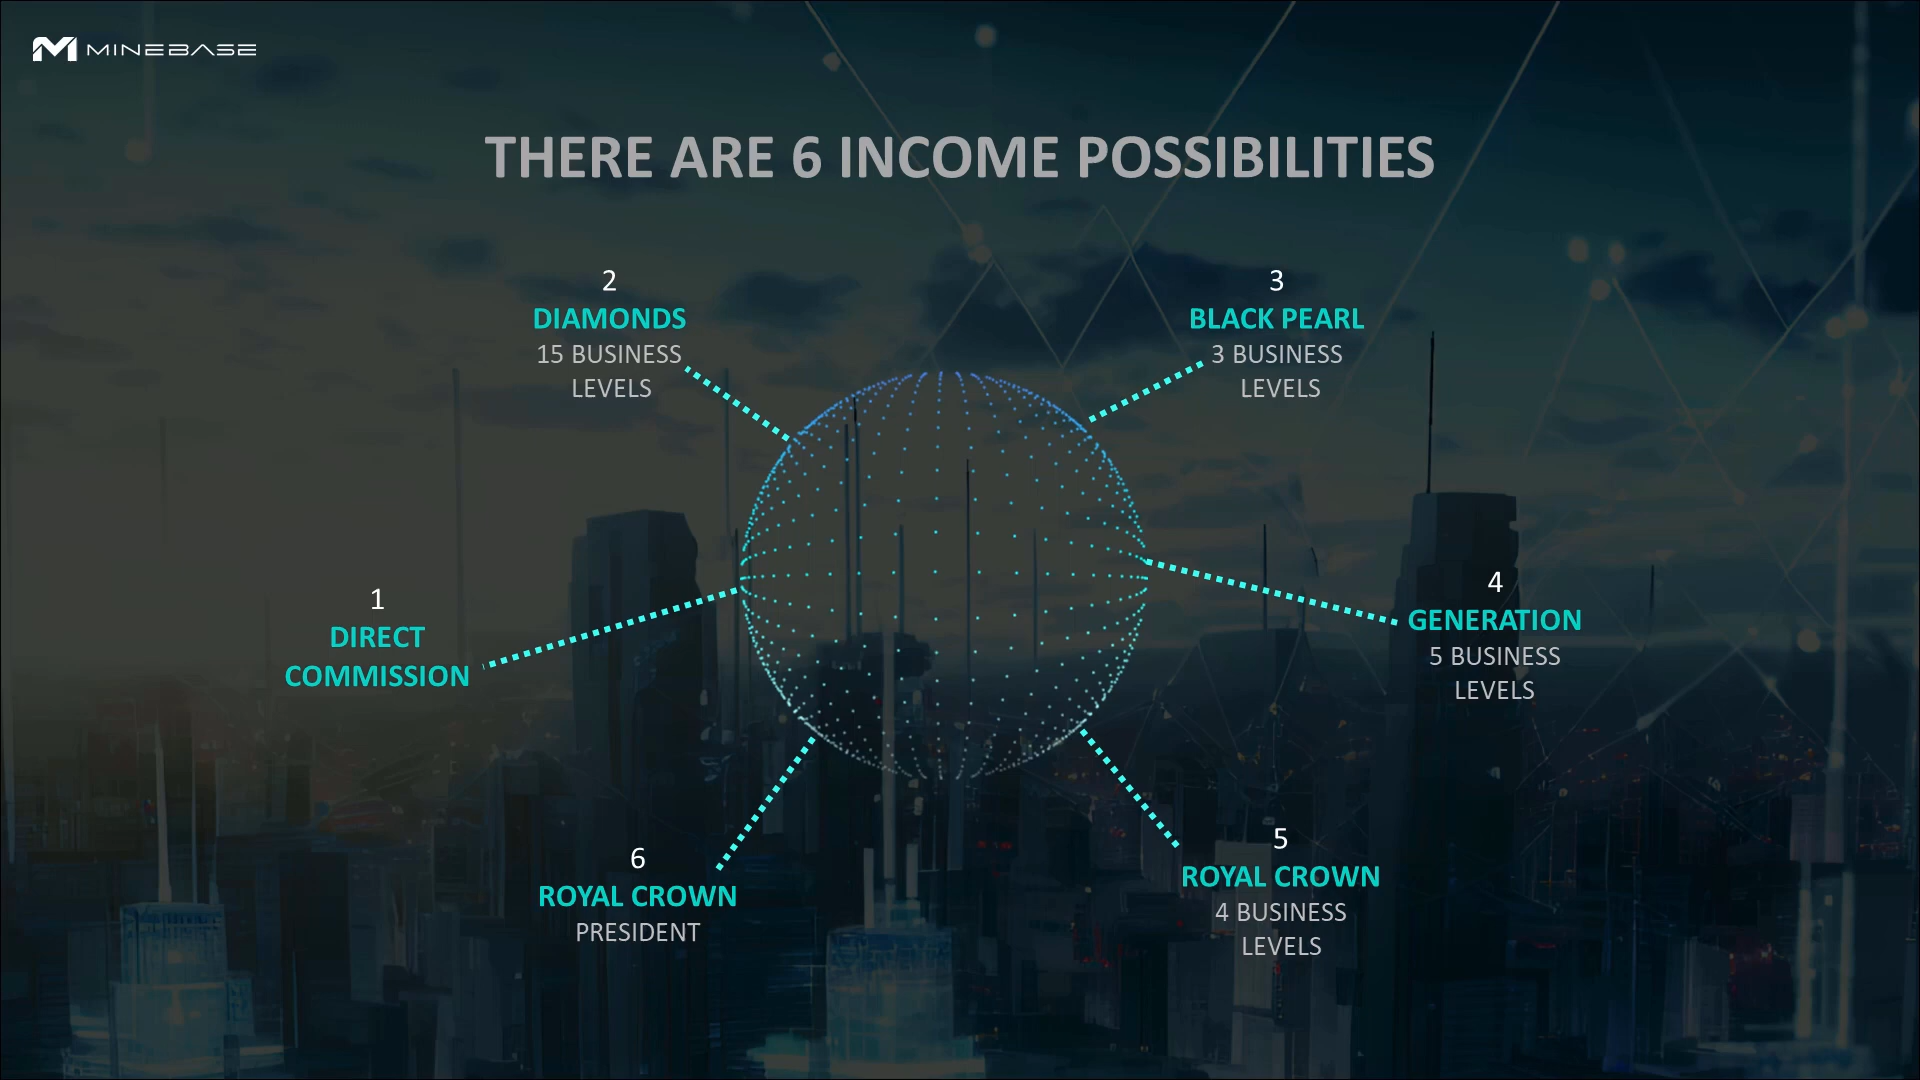 MINEBASE
THERE ARE 6 INCOME POSSIBILITIES
1
DIRECT
COMMISSION
2
DIAMONDS
15 BUSINESS
LEVELS
3
BLACK PEARL
3 BUSINESS
LEVELS
4
GENERATION
5 BUSINESS
LEVELS
5
ROYAL CROWN
4 BUSINESS
LEVELS
6
ROYAL CROWN
PRESIDENT